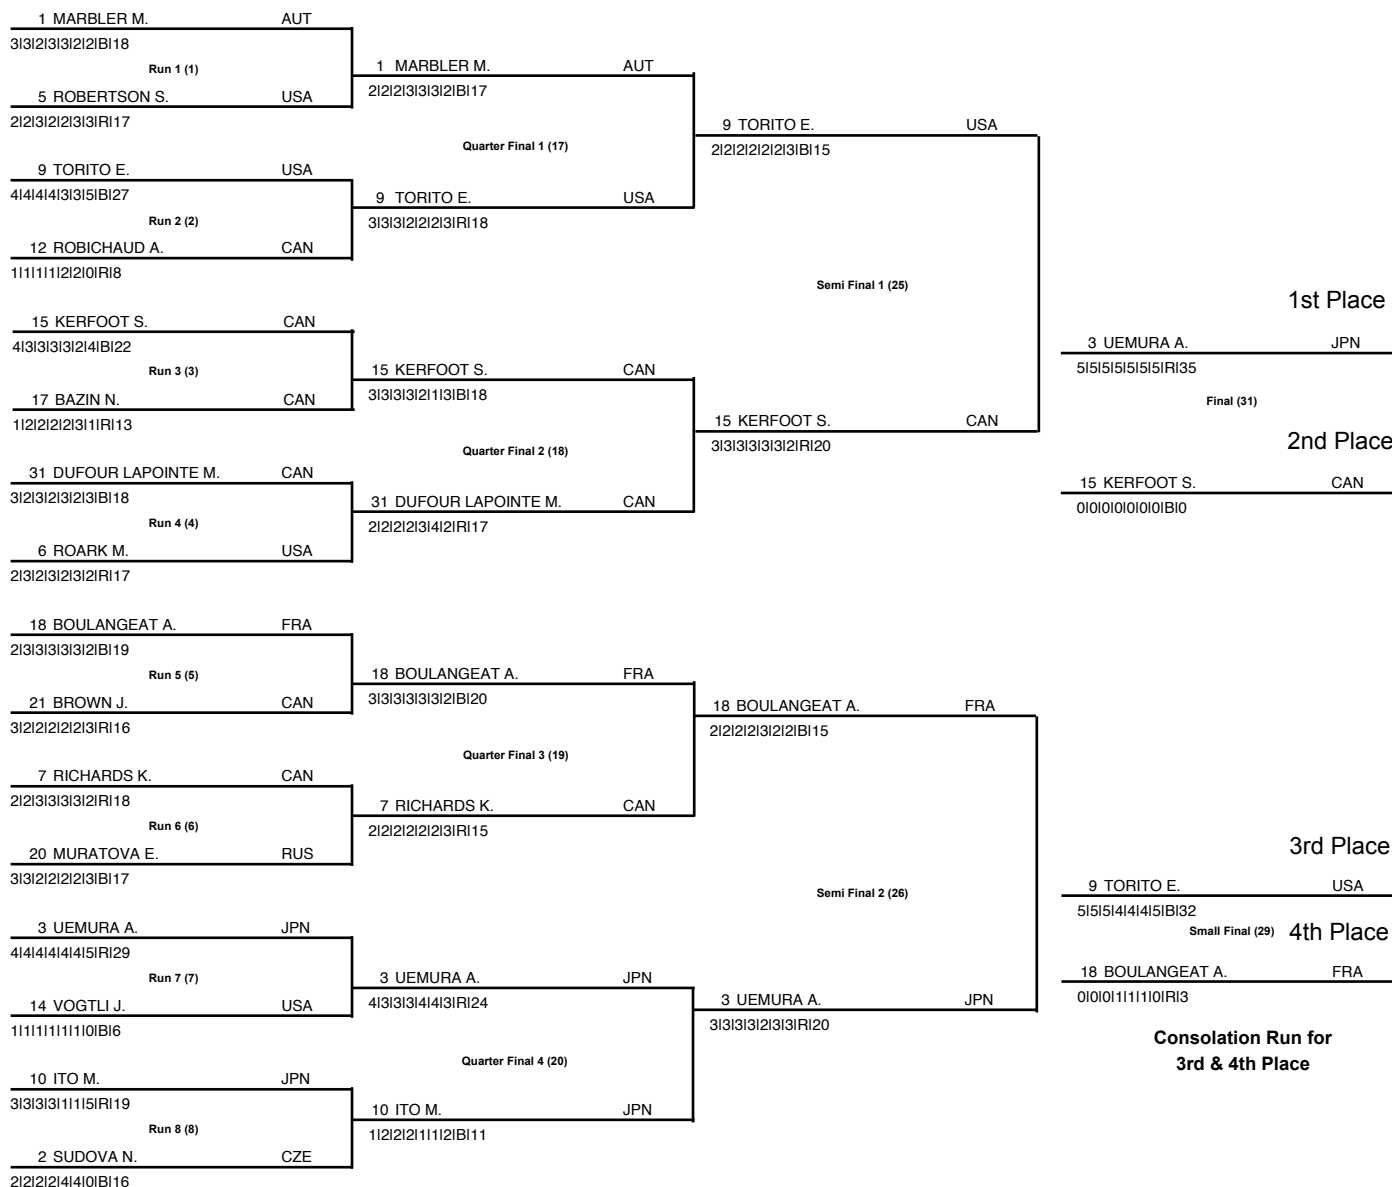 1 MARBLER M. AUT
3|3|2|3|3|2|2|B|18
Run 1 (1)
5 ROBERTSON S. USA
2|2|3|2|2|3|3|R|17
9 TORITO E. USA
4|4|4|4|3|3|5|B|27
Run 2 (2)
12 ROBICHAUD A. CAN
1|1|1|1|2|2|0|R|8
15 KERFOOT S. CAN
4|3|3|3|3|2|4|B|22
Run 3 (3)
17 BAZIN N. CAN
1|2|2|2|2|3|1|R|13
31 DUFOUR LAPOINTE M. CAN
3|2|3|2|3|2|3|B|18
Run 4 (4)
6 ROARK M. USA
2|3|2|3|2|3|2|R|17
18 BOULANGEAT A. FRA
2|3|3|3|3|3|2|B|19
Run 5 (5)
21 BROWN J. CAN
3|2|2|2|2|2|3|R|16
7 RICHARDS K. CAN
2|2|3|3|3|3|2|R|18
Run 6 (6)
20 MURATOVA E. RUS
3|3|2|2|2|2|3|B|17
3 UEMURA A. JPN
4|4|4|4|4|4|5|R|29
Run 7 (7)
14 VOGTLI J. USA
1|1|1|1|1|1|0|B|6
10 ITO M. JPN
3|3|3|3|1|1|5|R|19
Run 8 (8)
2 SUDOVA N. CZE
2|2|2|2|4|4|0|B|16
1 MARBLER M. AUT
2|2|2|3|3|3|2|B|17
Quarter Final 1 (17)
9 TORITO E. USA
3|3|3|2|2|2|3|R|18
15 KERFOOT S. CAN
3|3|3|3|2|1|3|B|18
Quarter Final 2 (18)
31 DUFOUR LAPOINTE M. CAN
2|2|2|2|3|4|2|R|17
18 BOULANGEAT A. FRA
3|3|3|3|3|3|2|B|20
Quarter Final 3 (19)
7 RICHARDS K. CAN
2|2|2|2|2|2|3|R|15
3 UEMURA A. JPN
4|3|3|3|4|4|3|R|24
Quarter Final 4 (20)
10 ITO M. JPN
1|2|2|2|1|1|2|B|11
9 TORITO E. USA
2|2|2|2|2|2|3|B|15
Semi Final 1 (25)
15 KERFOOT S. CAN
3|3|3|3|3|3|2|R|20
18 BOULANGEAT A. FRA
2|2|2|2|3|2|2|B|15
Semi Final 2 (26)
3 UEMURA A. JPN
3|3|3|3|2|3|3|R|20
1st Place
3 UEMURA A. JPN
5|5|5|5|5|5|5|R|35
Final (31)
2nd Place
15 KERFOOT S. CAN
0|0|0|0|0|0|0|B|0
3rd Place
9 TORITO E. USA
5|5|5|4|4|4|5|B|32
Small Final (29) 4th Place
18 BOULANGEAT A. FRA
0|0|0|1|1|1|0|R|3
Consolation Run for
3rd & 4th Place